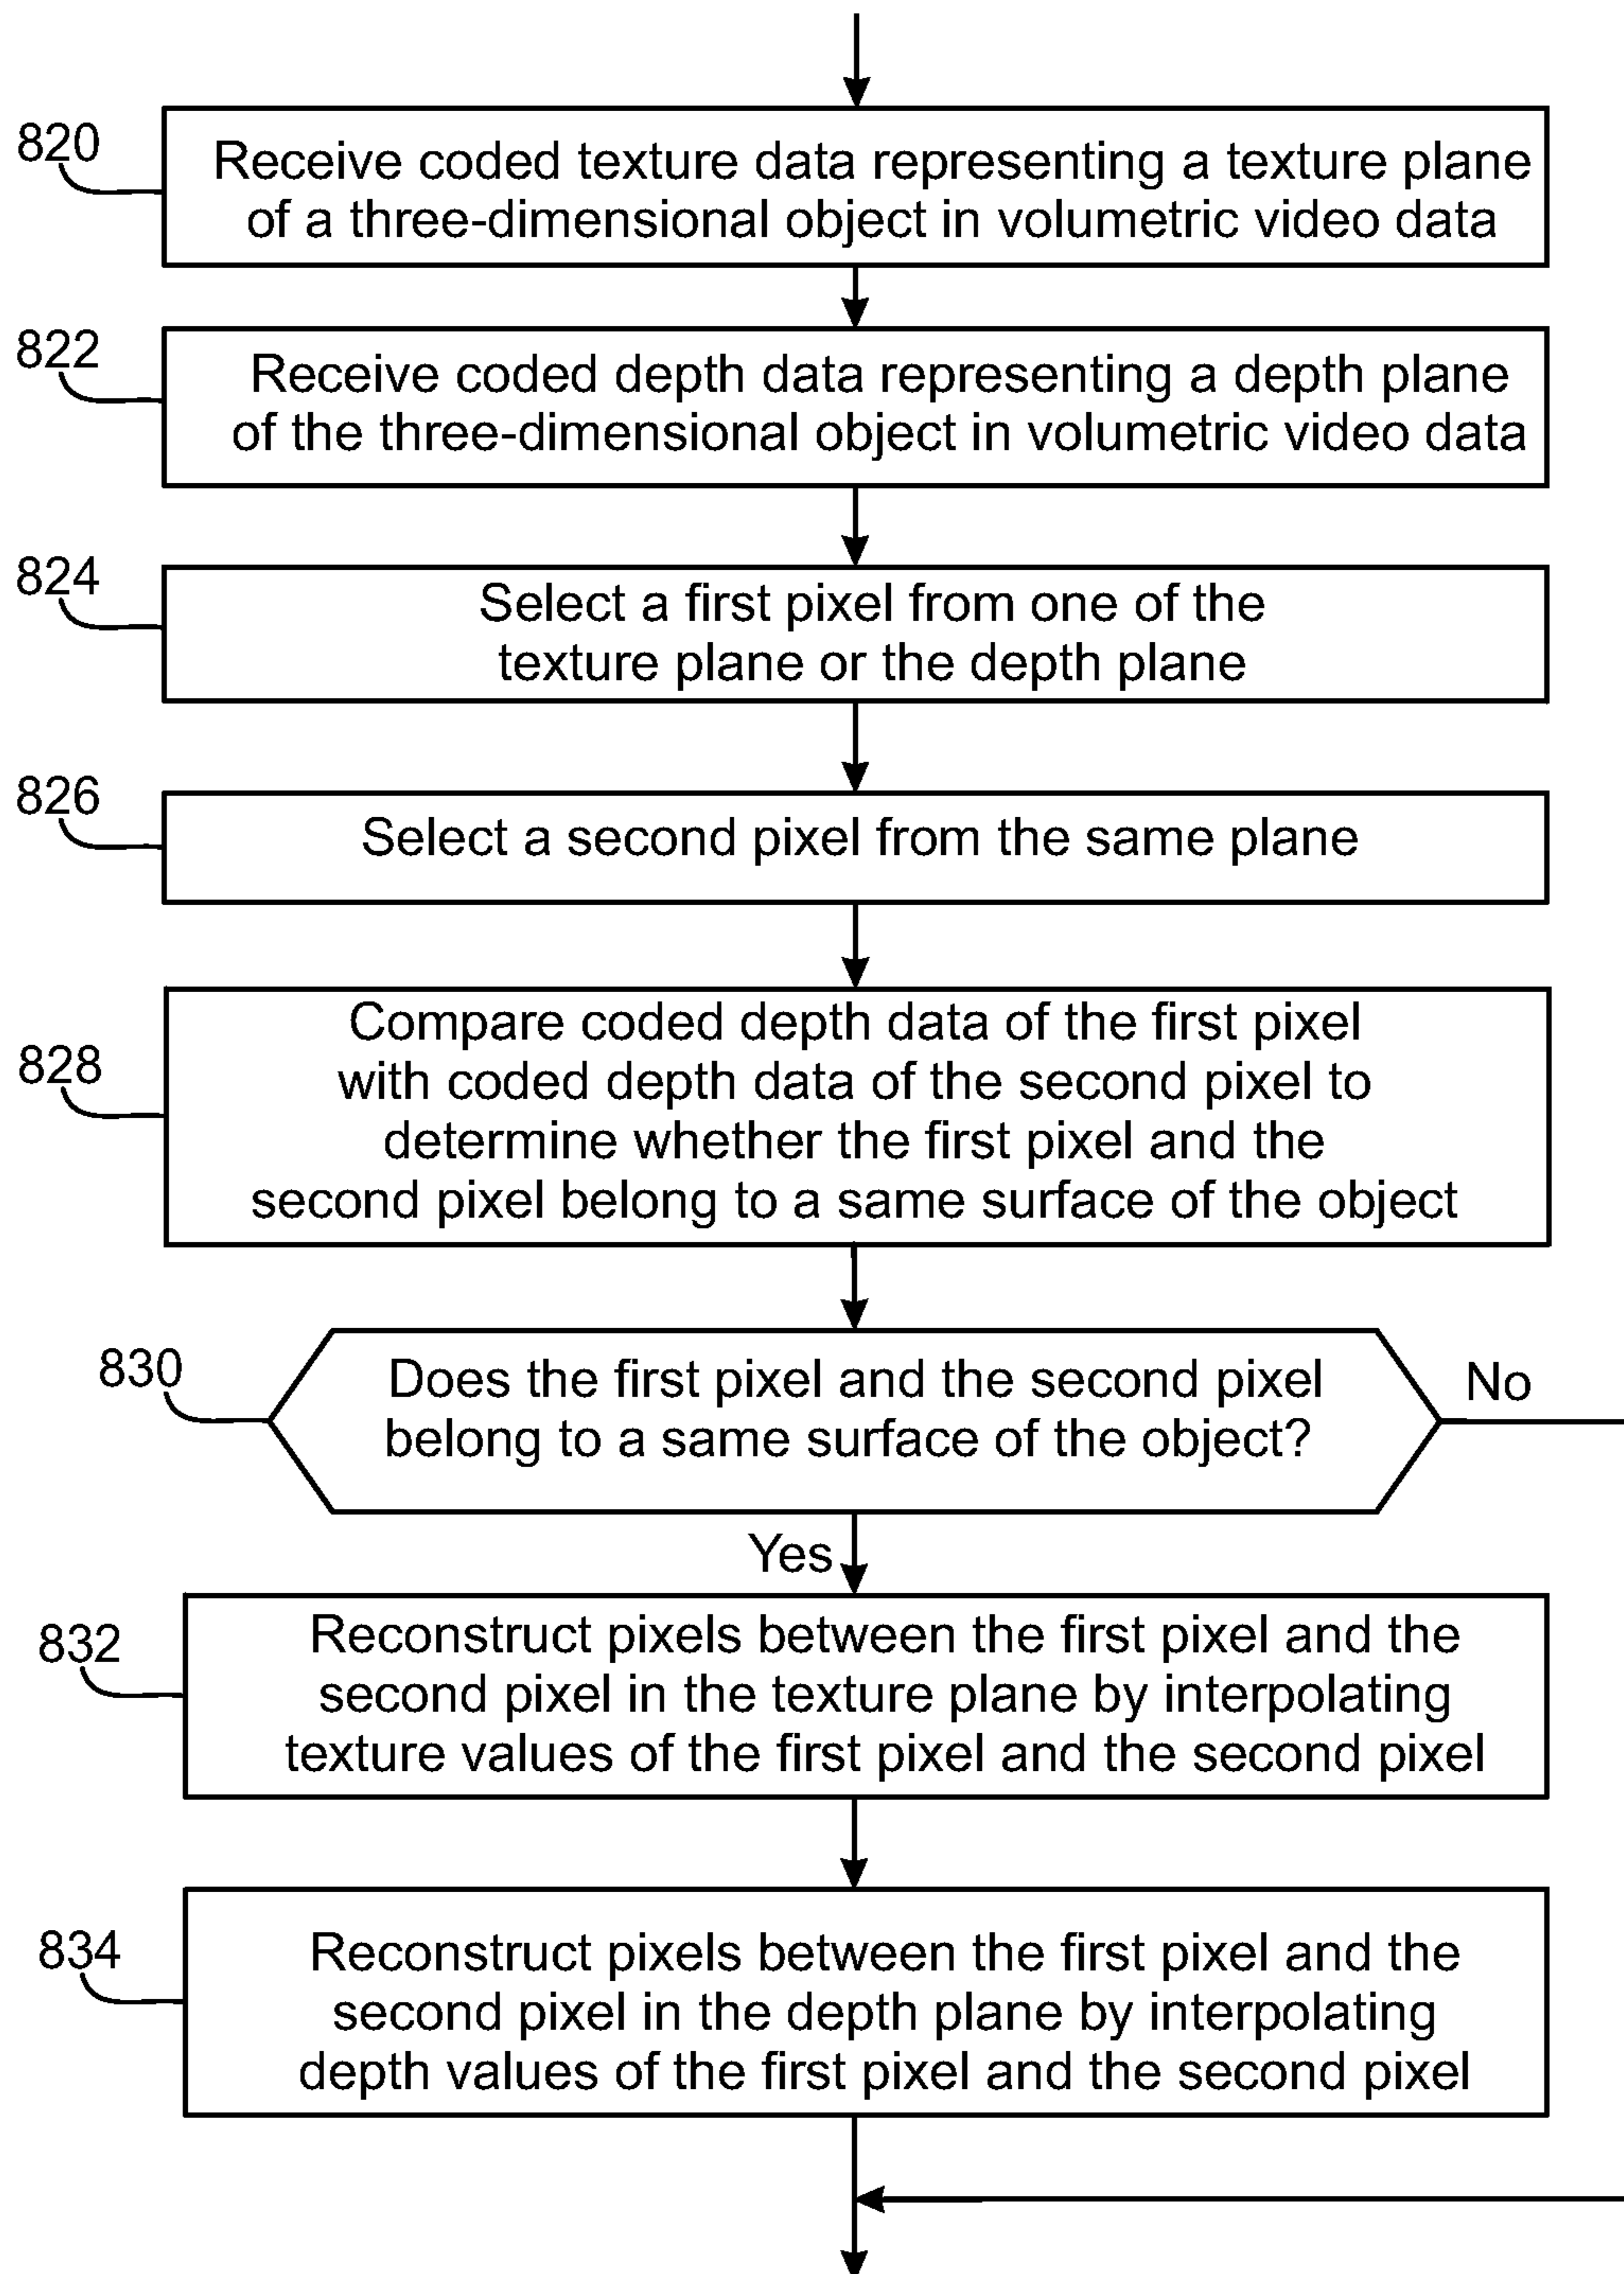 820
Receive coded texture data representing a texture plane
of a three-dimensional object in volumetric video data
822
Receive coded depth data representing a depth plane
of the three-dimensional object in volumetric video data
824
Select a first pixel from one of the
texture plane or the depth plane
826
Select a second pixel from the same plane
828
Compare coded depth data of the first pixel
with coded depth data of the second pixel to
determine whether the first pixel and the
second pixel belong to a same surface of the object
830
Does the first pixel and the second pixel
belong to a same surface of the object?
No
Yes
832
Reconstruct pixels between the first pixel and the
second pixel in the texture plane by interpolating
texture values of the first pixel and the second pixel
834
Reconstruct pixels between the first pixel and the
second pixel in the depth plane by interpolating
depth values of the first pixel and the second pixel